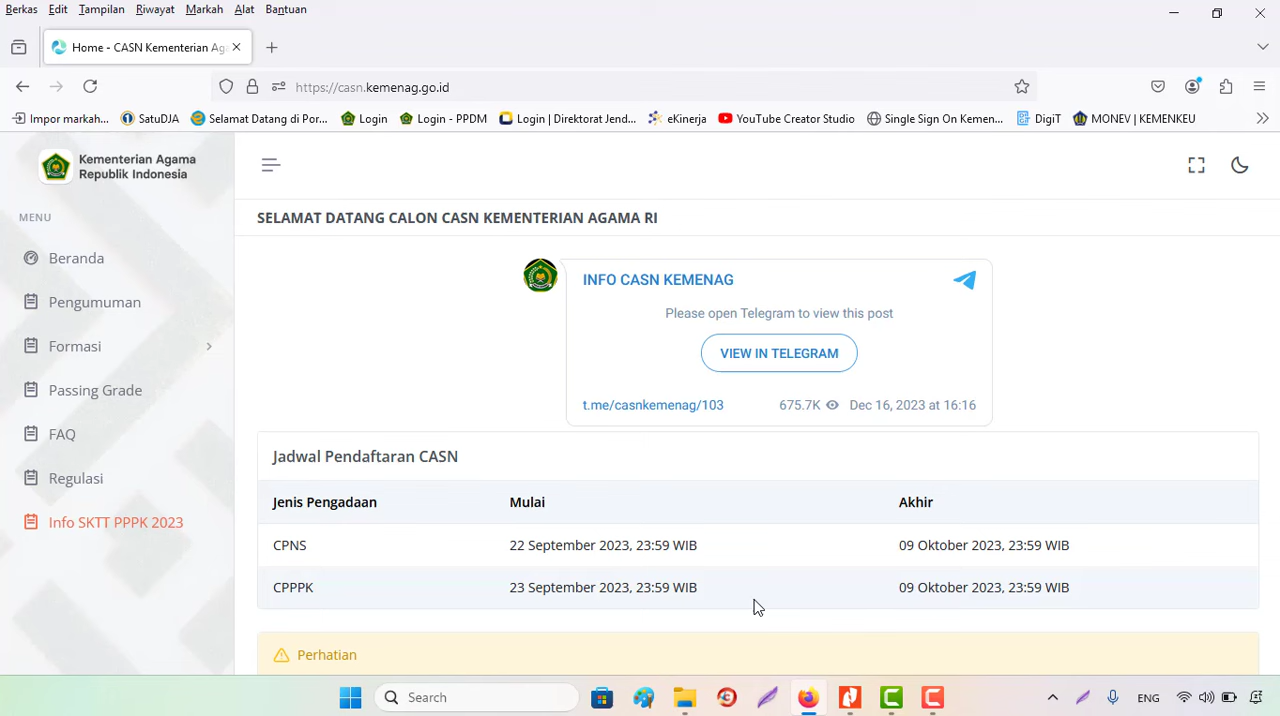 Berkas Edit Tampilan Riwayat Markah Alat Bantuan
Home - CASN Kementerian Ag
https://casn.kemenag.go.id
Impor markah... SatuDJA Selamat Datang di Por... Login Login - PPDM Login | Direktorat Jend... eKinerja YouTube Creator Studio Single Sign On Kemen... DigiT MONEV | KEMENKEU
Kementerian Agama
Republik Indonesia
MENU
Beranda
Pengumuman
Formasi
Passing Grade
FAQ
Regulasi
Info SKTT PPPK 2023
SELAMAT DATANG CALON CASN KEMENTERIAN AGAMA RI
INFO CASN KEMENAG
Please open Telegram to view this post
VIEW IN TELEGRAM
t.me/casnkemenag/103 675.7K Dec 16, 2023 at 16:16
Jadwal Pendaftaran CASN
Jenis Pengadaan Mulai Akhir
CPNS 22 September 2023, 23:59 WIB 09 Oktober 2023, 23:59 WIB
CPPPK 23 September 2023, 23:59 WIB 09 Oktober 2023, 23:59 WIB
Perhatian
Search ENG